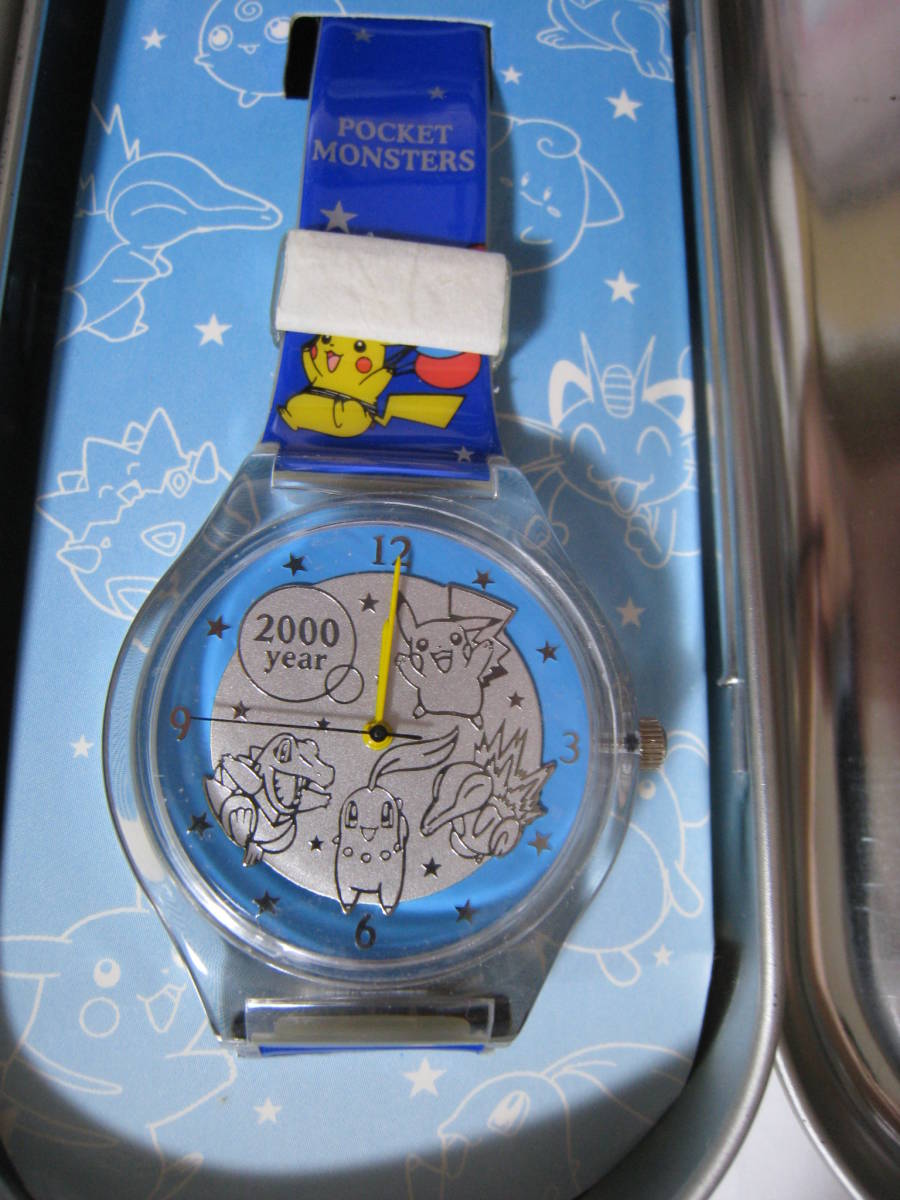 POCKET
MONSTERS
12
2000
year
9
3
6